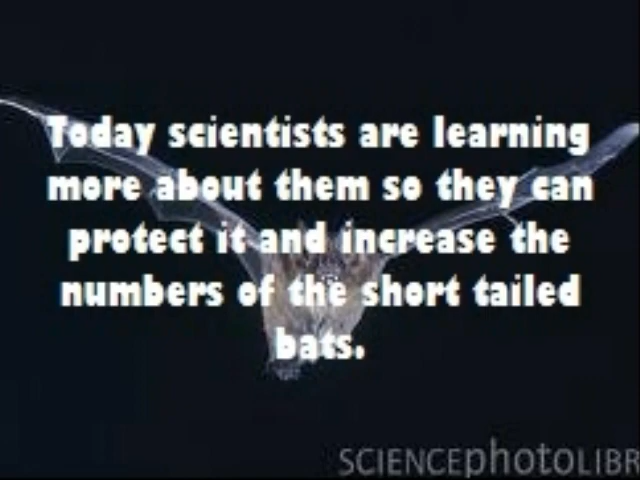 Today scientists are learning
more about them so they can
protect it and increase the
numbers of the short tailed
bats.
SCIENCEphotoLIBR